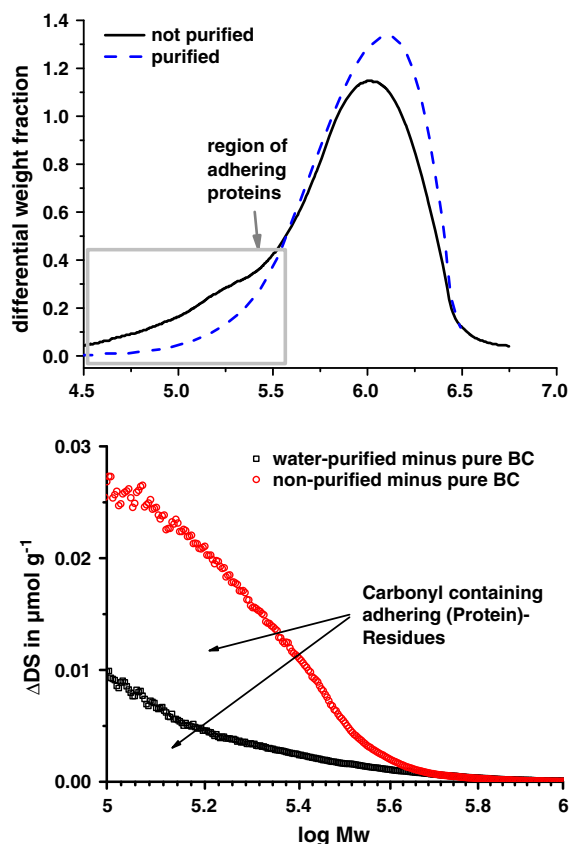 not purified
purified
region of
adhering
proteins
differential weight fraction
1.4
1.2
1.0
0.8
0.6
0.4
0.2
0.0
4.5 5.0 5.5 6.0 6.5 7.0
water-purified minus pure BC
non-purified minus pure BC
Carbonyl containing
adhering (Protein)-
Residues
ΔDS in µmol g⁻¹
0.03
0.02
0.01
0.00
5 5.2 5.4 5.6 5.8 6
log Mw